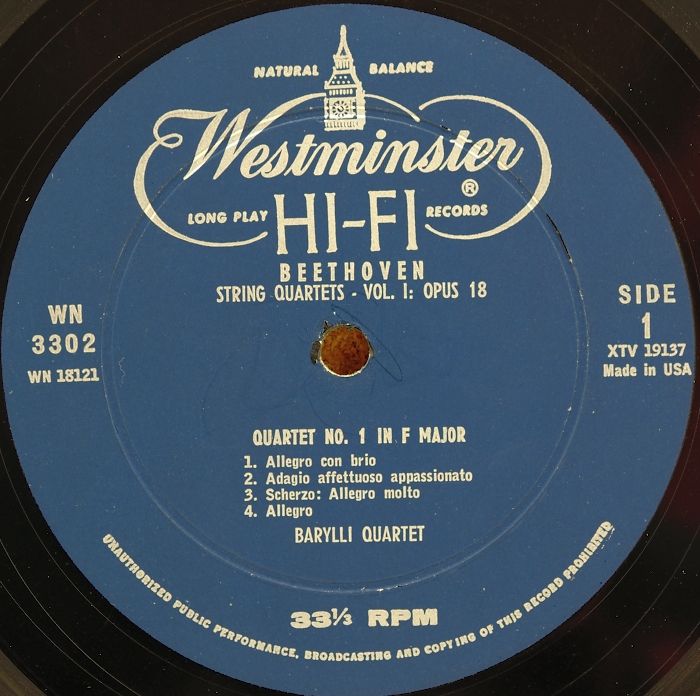 NATURAL BALANCE
Westminster ®
LONG PLAY HI-FI RECORDS
BEETHOVEN
STRING QUARTETS - VOL. I: OPUS 18
WN
3302
WN 18121
SIDE
1
XTV 19137
Made in USA
QUARTET NO. 1 IN F MAJOR
1. Allegro con brio
2. Adagio affettuoso appassionato
3. Scherzo: Allegro molto
4. Allegro
BARYLLI QUARTET
33⅓ RPM
UNAUTHORIZED PUBLIC PERFORMANCE, BROADCASTING AND COPYING OF THIS RECORD PROHIBITED